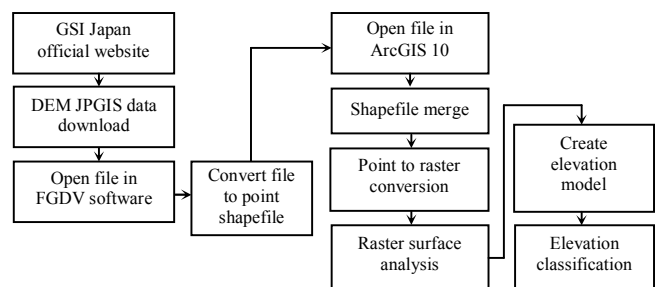 GSI Japan
official website
DEM JPGIS data
download
Open file in
FGDV software
Convert file
to point
shapefile
Open file in
ArcGIS 10
Shapefile merge
Point to raster
conversion
Raster surface
analysis
Create
elevation
model
Elevation
classification